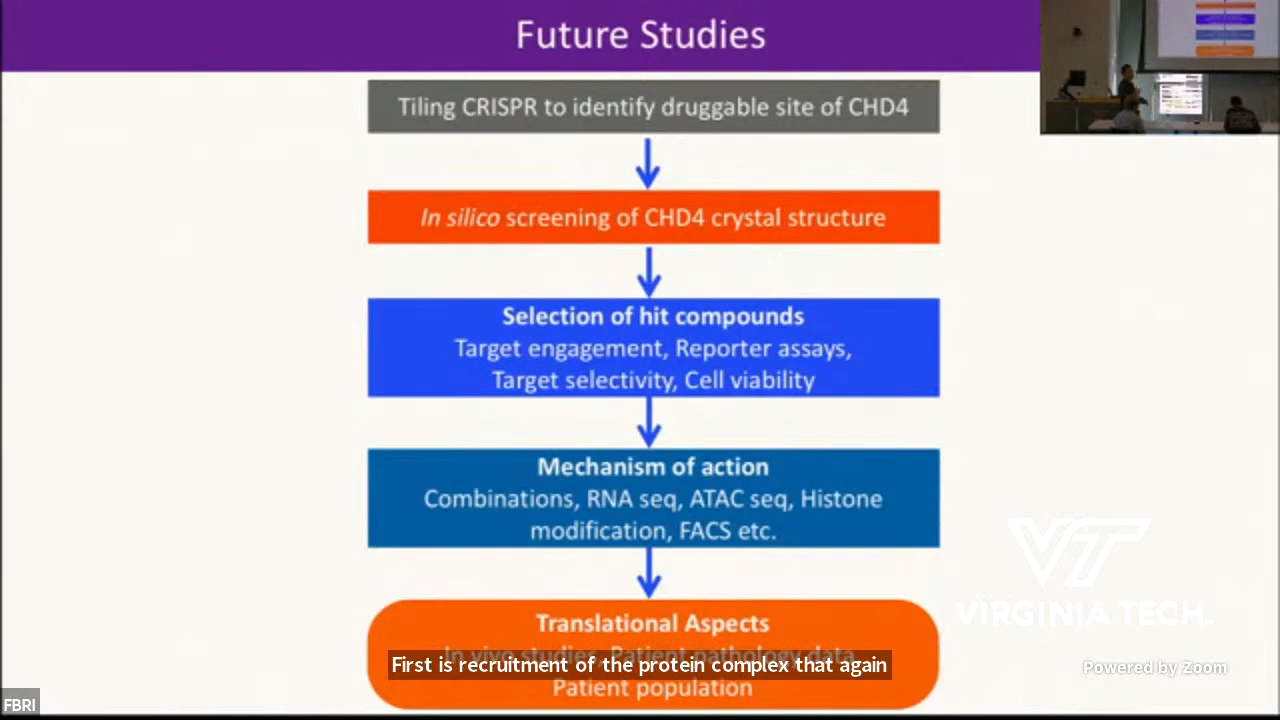 Future Studies
Tiling CRISPR to identify druggable site of CHD4
In silico screening of CHD4 crystal structure
Selection of hit compounds
Target engagement, Reporter assays,
Target selectivity, Cell viability
Mechanism of action
Combinations, RNA seq, ATAC seq, Histone
modification, FACS etc.
Translational Aspects
In vivo studies, Patient pathology data,
First is recruitment of the protein complex that again
Patient population
VT
VIRGINIA TECH.
Powered by Zoom
FBRI